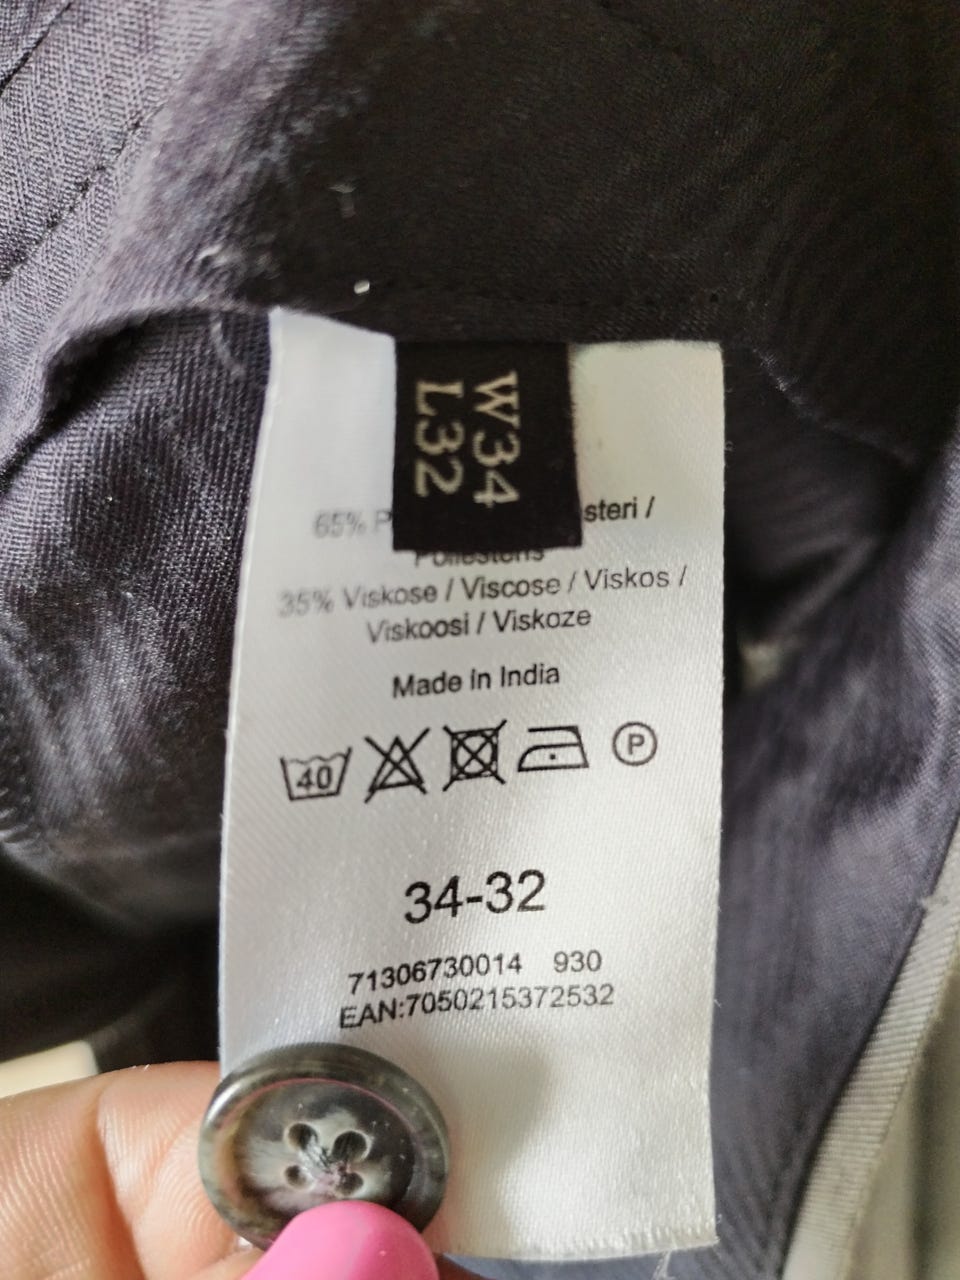 W34
L32
65% P steri /
Poliesteris
35% Viskose / Viscose / Viskos /
Viskoosi / Viskoze
Made in India
40 P
34-32
71306730014 930
EAN:7050215372532